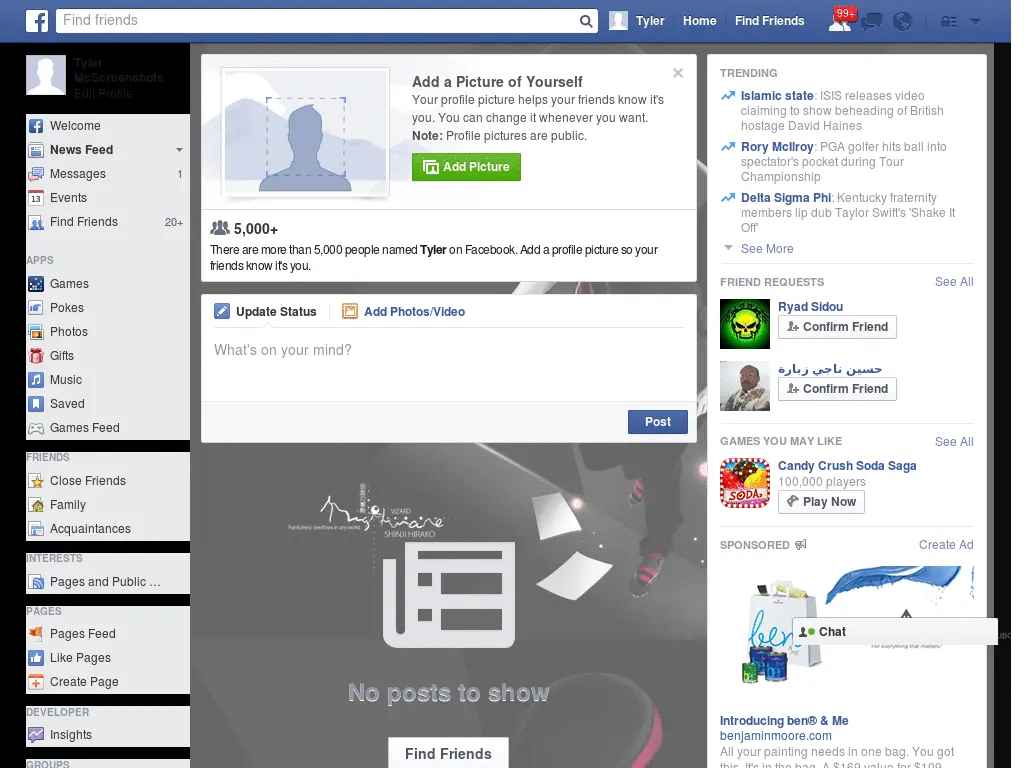 Find friends
Tyler
Home
Find Friends
99+
Tyler
McScreenshots
Edit Profile
Welcome
News Feed
Messages 1
Events
Find Friends 20+
APPS
Games
Pokes
Photos
Gifts
Music
Saved
Games Feed
FRIENDS
Close Friends
Family
Acquaintances
INTERESTS
Pages and Public ...
PAGES
Pages Feed
Like Pages
Create Page
DEVELOPER
Insights
GROUPS
Add a Picture of Yourself
Your profile picture helps your friends know it's
you. You can change it whenever you want.
Note: Profile pictures are public.
Add Picture
5,000+
There are more than 5,000 people named Tyler on Facebook. Add a profile picture so your
friends know it's you.
Update Status
Add Photos/Video
What's on your mind?
Post
VIZARD
Painfulness overflows in any world
SHINJI HIRAKO
No posts to show
Find Friends
TRENDING
Islamic state: ISIS releases video
claiming to show beheading of British
hostage David Haines
Rory McIlroy: PGA golfer hits ball into
spectator's pocket during Tour
Championship
Delta Sigma Phi: Kentucky fraternity
members lip dub Taylor Swift's 'Shake It
Off'
See More
FRIEND REQUESTS See All
Ryad Sidou
Confirm Friend
حسين ناجي زبارة
Confirm Friend
GAMES YOU MAY LIKE See All
SODA
Candy Crush Soda Saga
100,000 players
Play Now
SPONSORED Create Ad
ben
Chat
For everything that matters.
Introducing ben® & Me
benjaminmoore.com
All your painting needs in one bag. You got
this. It's in the bag. A $169 value for $109